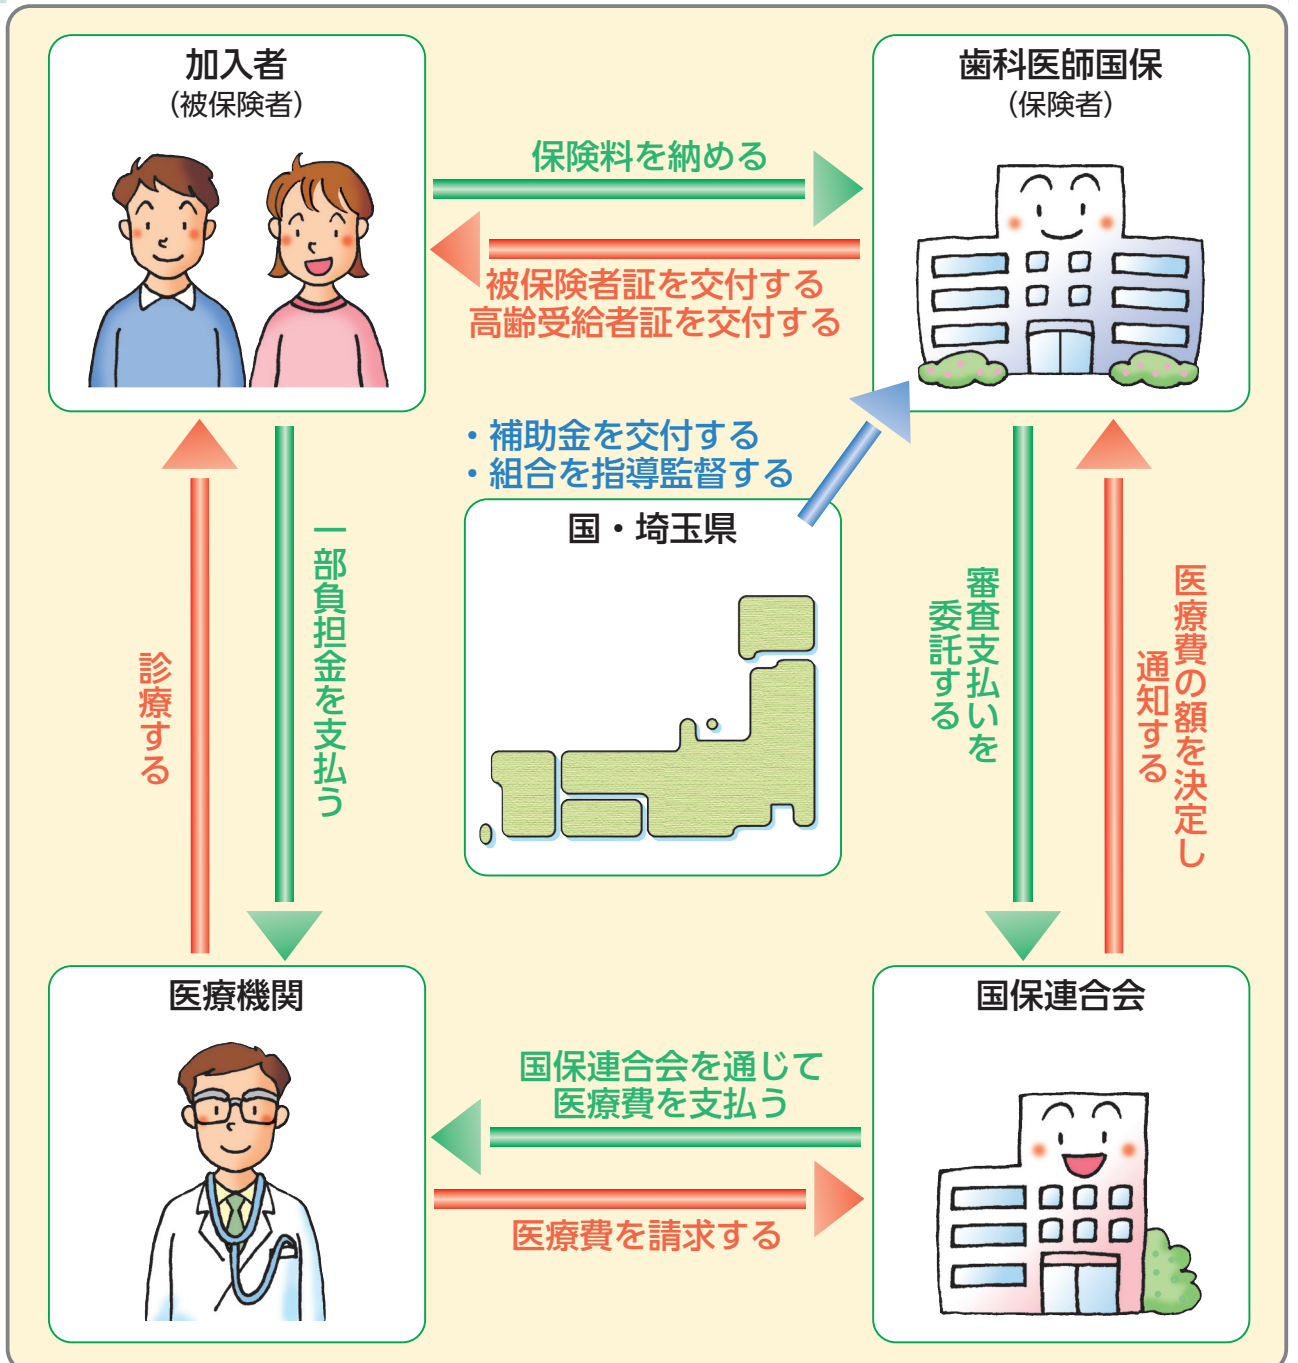 加入者
（被保険者）
歯科医師国保
（保険者）
保険料を納める
被保険者証を交付する
高齢受給者証を交付する
・補助金を交付する
・組合を指導監督する
国・埼玉県
診療する
一部負担金を支払う
審査支払いを
委託する
医療費の額を決定し
通知する
医療機関
国保連合会
国保連合会を通じて
医療費を支払う
医療費を請求する